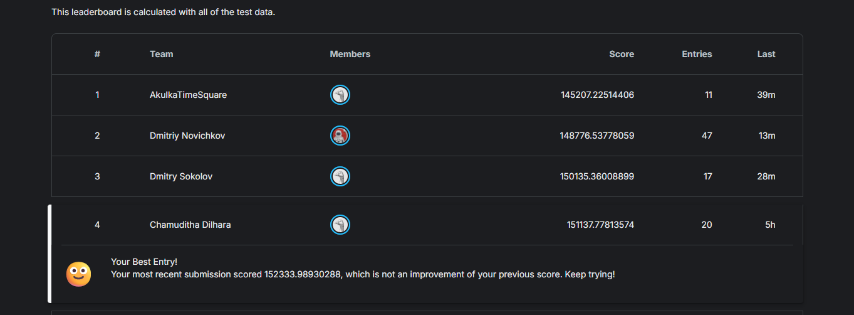 This leaderboard is calculated with all of the test data.
# Team Members Score Entries Last
1 AkulkaTimeSquare 145207.22514406 11 39m
2 Dmitriy Novichkov 148776.53778059 47 13m
3 Dmitry Sokolov 150135.36008899 17 28m
4 Chamuditha Dilhara 151137.77813574 20 5h
Your Best Entry!
Your most recent submission scored 152333.98930288, which is not an improvement of your previous score. Keep trying!